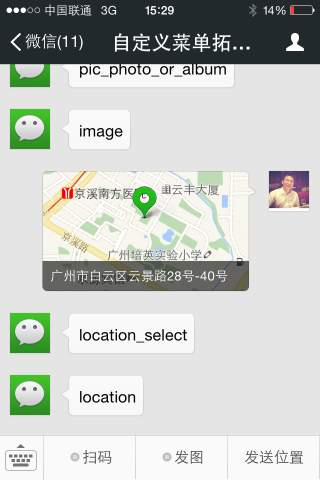 中国联通 3G 15:29 14%
微信(11) 自定义菜单拓...
pic_photo_or_album
image
京溪南方医
云丰大厦
京溪路
广州培英实验小学
广州市白云区云景路28号-40号
location_select
location
扫码 发图 发送位置